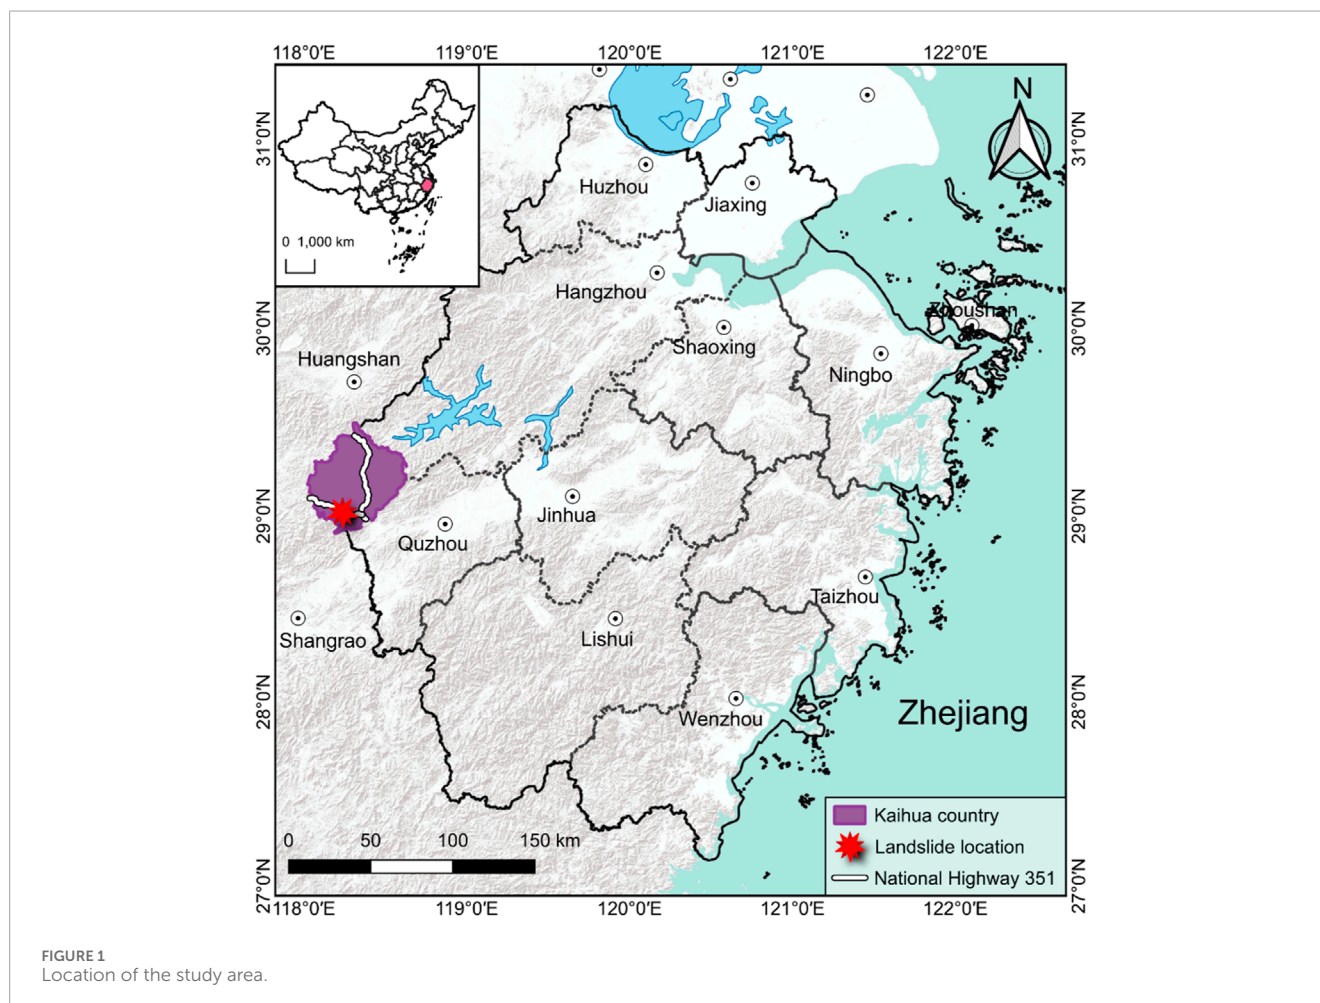 118°0′E 119°0′E 120°0′E 121°0′E 122°0′E
31°0′N
31°0′N
N
0 1,000 km
Huzhou
Jiaxing
Hangzhou
30°0′N
Zhoushan
30°0′N
Shaoxing
Huangshan
Ningbo
29°0′N
29°0′N
Jinhua
Quzhou
Taizhou
Shangrao
Lishui
28°0′N
28°0′N
Wenzhou
Zhejiang
0 50 100 150 km
Kaihua country
Landslide location
National Highway 351
27°0′N
27°0′N
118°0′E 119°0′E 120°0′E 121°0′E 122°0′E
FIGURE 1
Location of the study area.